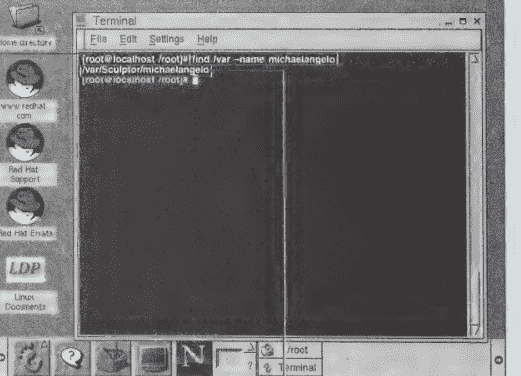 Terminal
File Edit Settings Help
[root@localhost /root]# find /var -name michaelangelo
/var/Sculptor/michaelangelo
[root@localhost /root]#
Home directory
www.redhat.com
Red Hat
Support
Red Hat Errata
LDP
Linux
Documents
N
?
/root
Terminal